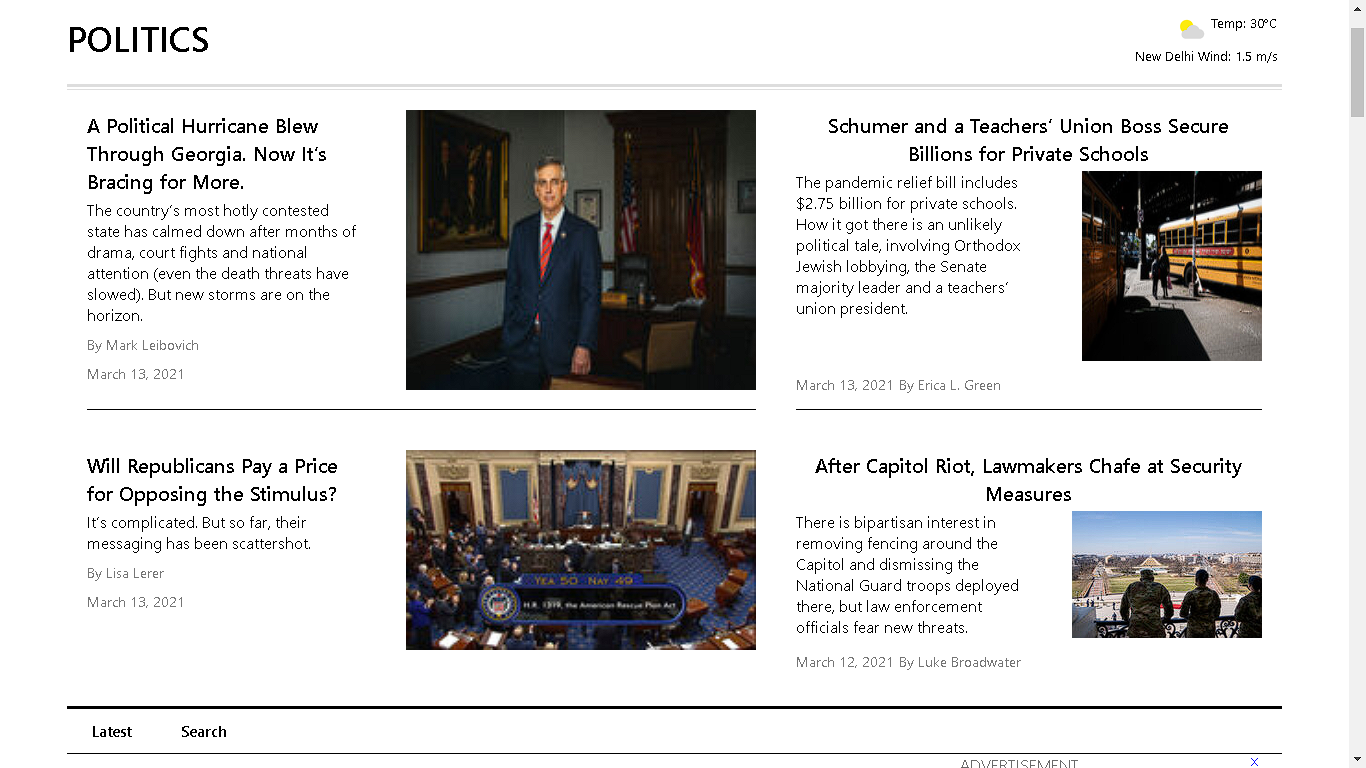 POLITICS
Temp: 30°C
New Delhi Wind: 1.5 m/s
A Political Hurricane Blew
Through Georgia. Now It’s
Bracing for More.
The country’s most hotly contested
state has calmed down after months of
drama, court fights and national
attention (even the death threats have
slowed). But new storms are on the
horizon.
By Mark Leibovich
March 13, 2021
Schumer and a Teachers’ Union Boss Secure
Billions for Private Schools
The pandemic relief bill includes
$2.75 billion for private schools.
How it got there is an unlikely
political tale, involving Orthodox
Jewish lobbying, the Senate
majority leader and a teachers’
union president.
March 13, 2021 By Erica L. Green
Will Republicans Pay a Price
for Opposing the Stimulus?
It’s complicated. But so far, their
messaging has been scattershot.
By Lisa Lerer
March 13, 2021
YEA 50 NAY 49
H.R. 1319, the American Rescue Plan Act
After Capitol Riot, Lawmakers Chafe at Security
Measures
There is bipartisan interest in
removing fencing around the
Capitol and dismissing the
National Guard troops deployed
there, but law enforcement
officials fear new threats.
March 12, 2021 By Luke Broadwater
Latest
Search
ADVERTISEMENT
X